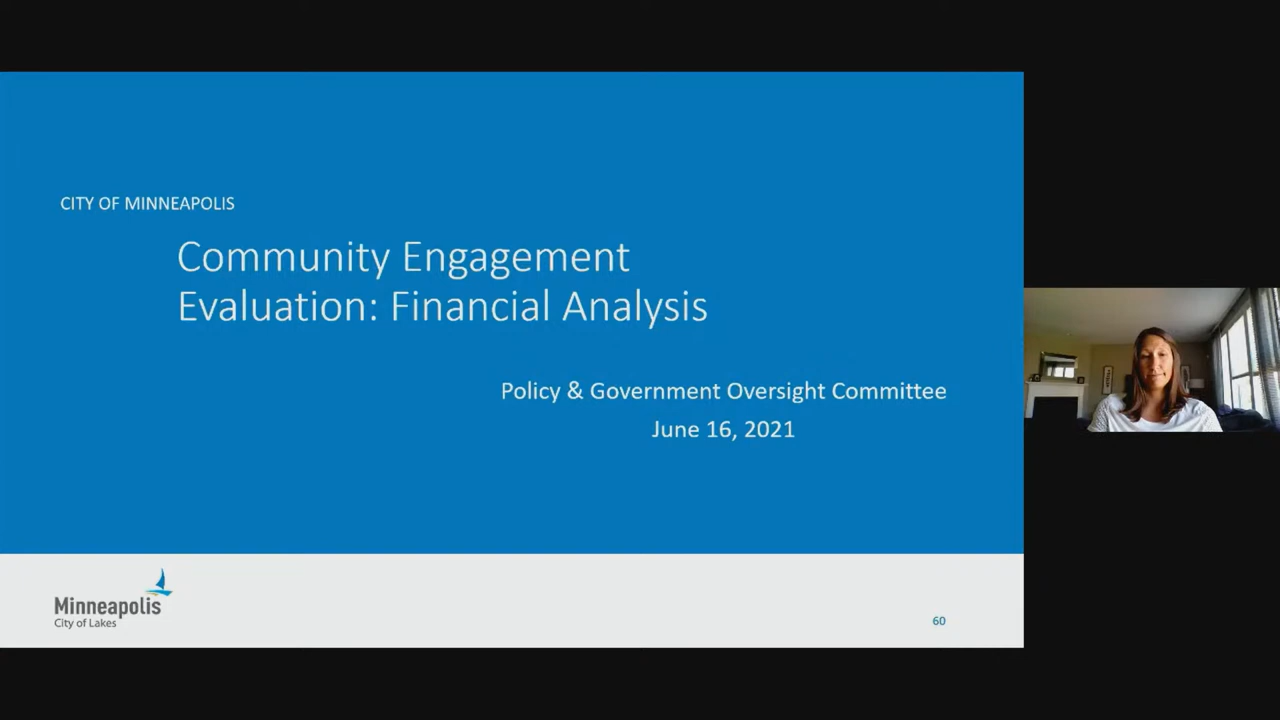 CITY OF MINNEAPOLIS
Community Engagement
Evaluation: Financial Analysis
Policy & Government Oversight Committee
June 16, 2021
Minneapolis
City of Lakes
60